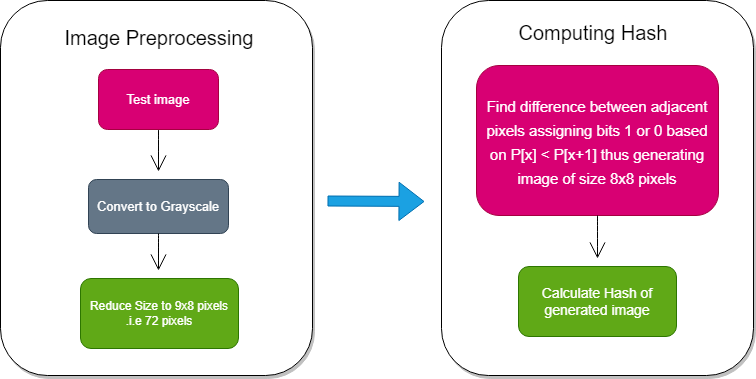 Image Preprocessing
Test image
Convert to Grayscale
Reduce Size to 9x8 pixels
.i.e 72 pixels
Computing Hash
Find difference between adjacent
pixels assigning bits 1 or 0 based
on P[x] < P[x+1] thus generating
image of size 8x8 pixels
Calculate Hash of
generated image